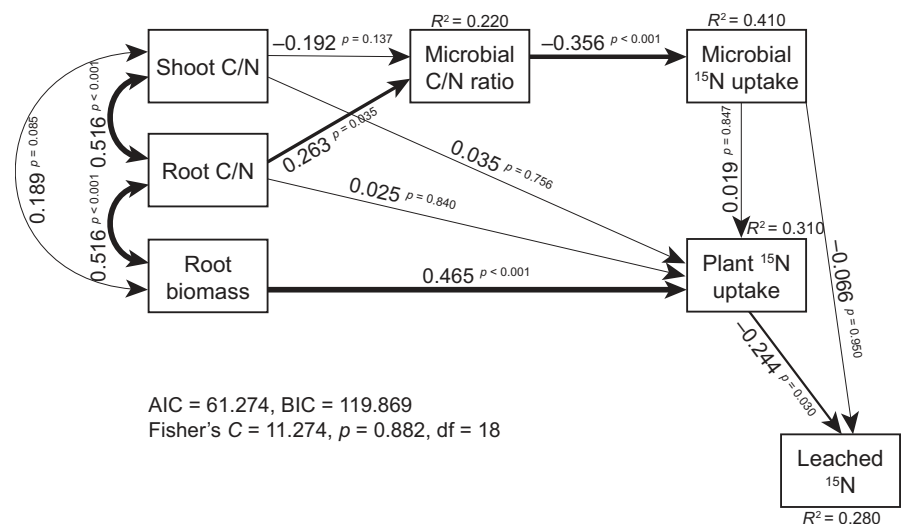 R² = 0.220
R² = 0.410
Shoot C/N
–0.192 p = 0.137
Microbial
C/N ratio
–0.356 p < 0.001
Microbial
¹⁵N uptake
0.189 p = 0.085
0.516 p < 0.001
0.263 p = 0.035
0.035 p = 0.756
0.019 p = 0.847
Root C/N
0.025 p = 0.840
0.516 p < 0.001
R² = 0.310
Root
biomass
0.465 p < 0.001
Plant ¹⁵N
uptake
–0.066 p = 0.950
–0.244 p = 0.030
AIC = 61.274, BIC = 119.869
Fisher's C = 11.274, p = 0.882, df = 18
Leached
¹⁵N
R² = 0.280